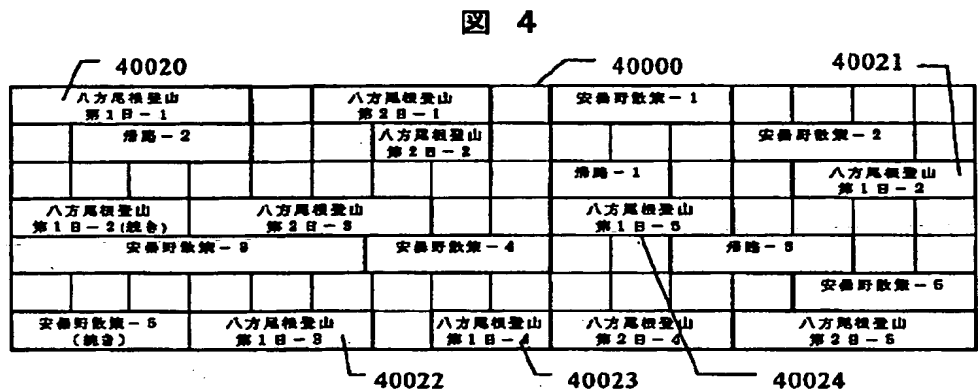 図 4
40020
40000
40021
八方尾根登山
第1日-1
八方尾根登山
第2日-1
安曇野散策-1
帰路-2
八方尾根登山
第2日-2
安曇野散策-2
帰路-1
八方尾根登山
第1日-2
八方尾根登山
第1日-2(続き)
八方尾根登山
第2日-3
八方尾根登山
第1日-5
安曇野散策-3
安曇野散策-4
帰路-3
安曇野散策-5
安曇野散策-5
(続き)
八方尾根登山
第1日-3
八方尾根登山
第1日-4
八方尾根登山
第2日-4
八方尾根登山
第2日-5
40022
40023
40024